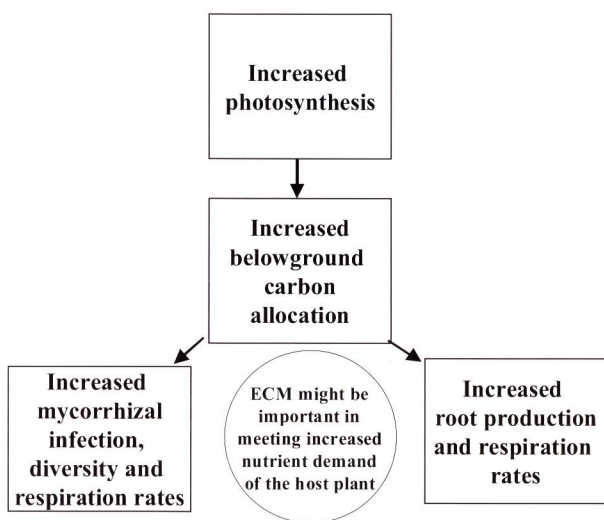 Increased
photosynthesis
Increased
belowground
carbon
allocation
Increased
mycorrhizal
infection,
diversity and
respiration rates
ECM might be
important in
meeting increased
nutrient demand
of the host plant
Increased
root production
and respiration
rates